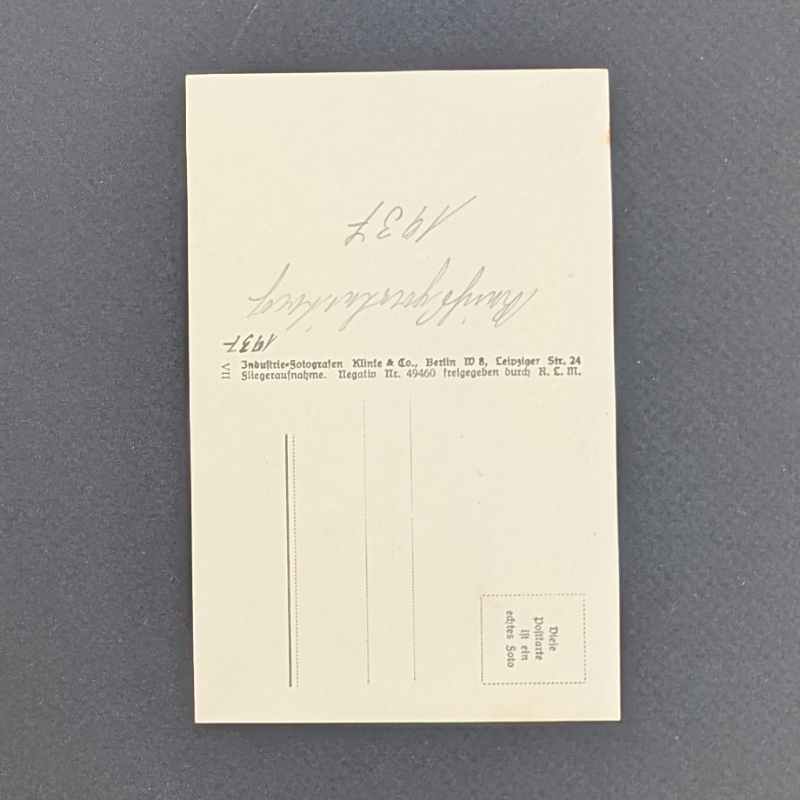 1937
1937
VII
Industrie-Fotografen Klinke & Co., Berlin W 8, Leipziger Str. 24
Fliegeraufnahme. Negativ Nr. 49460 freigegeben durch R. L. M.
Diese
Postkarte
ist ein
echtes Foto